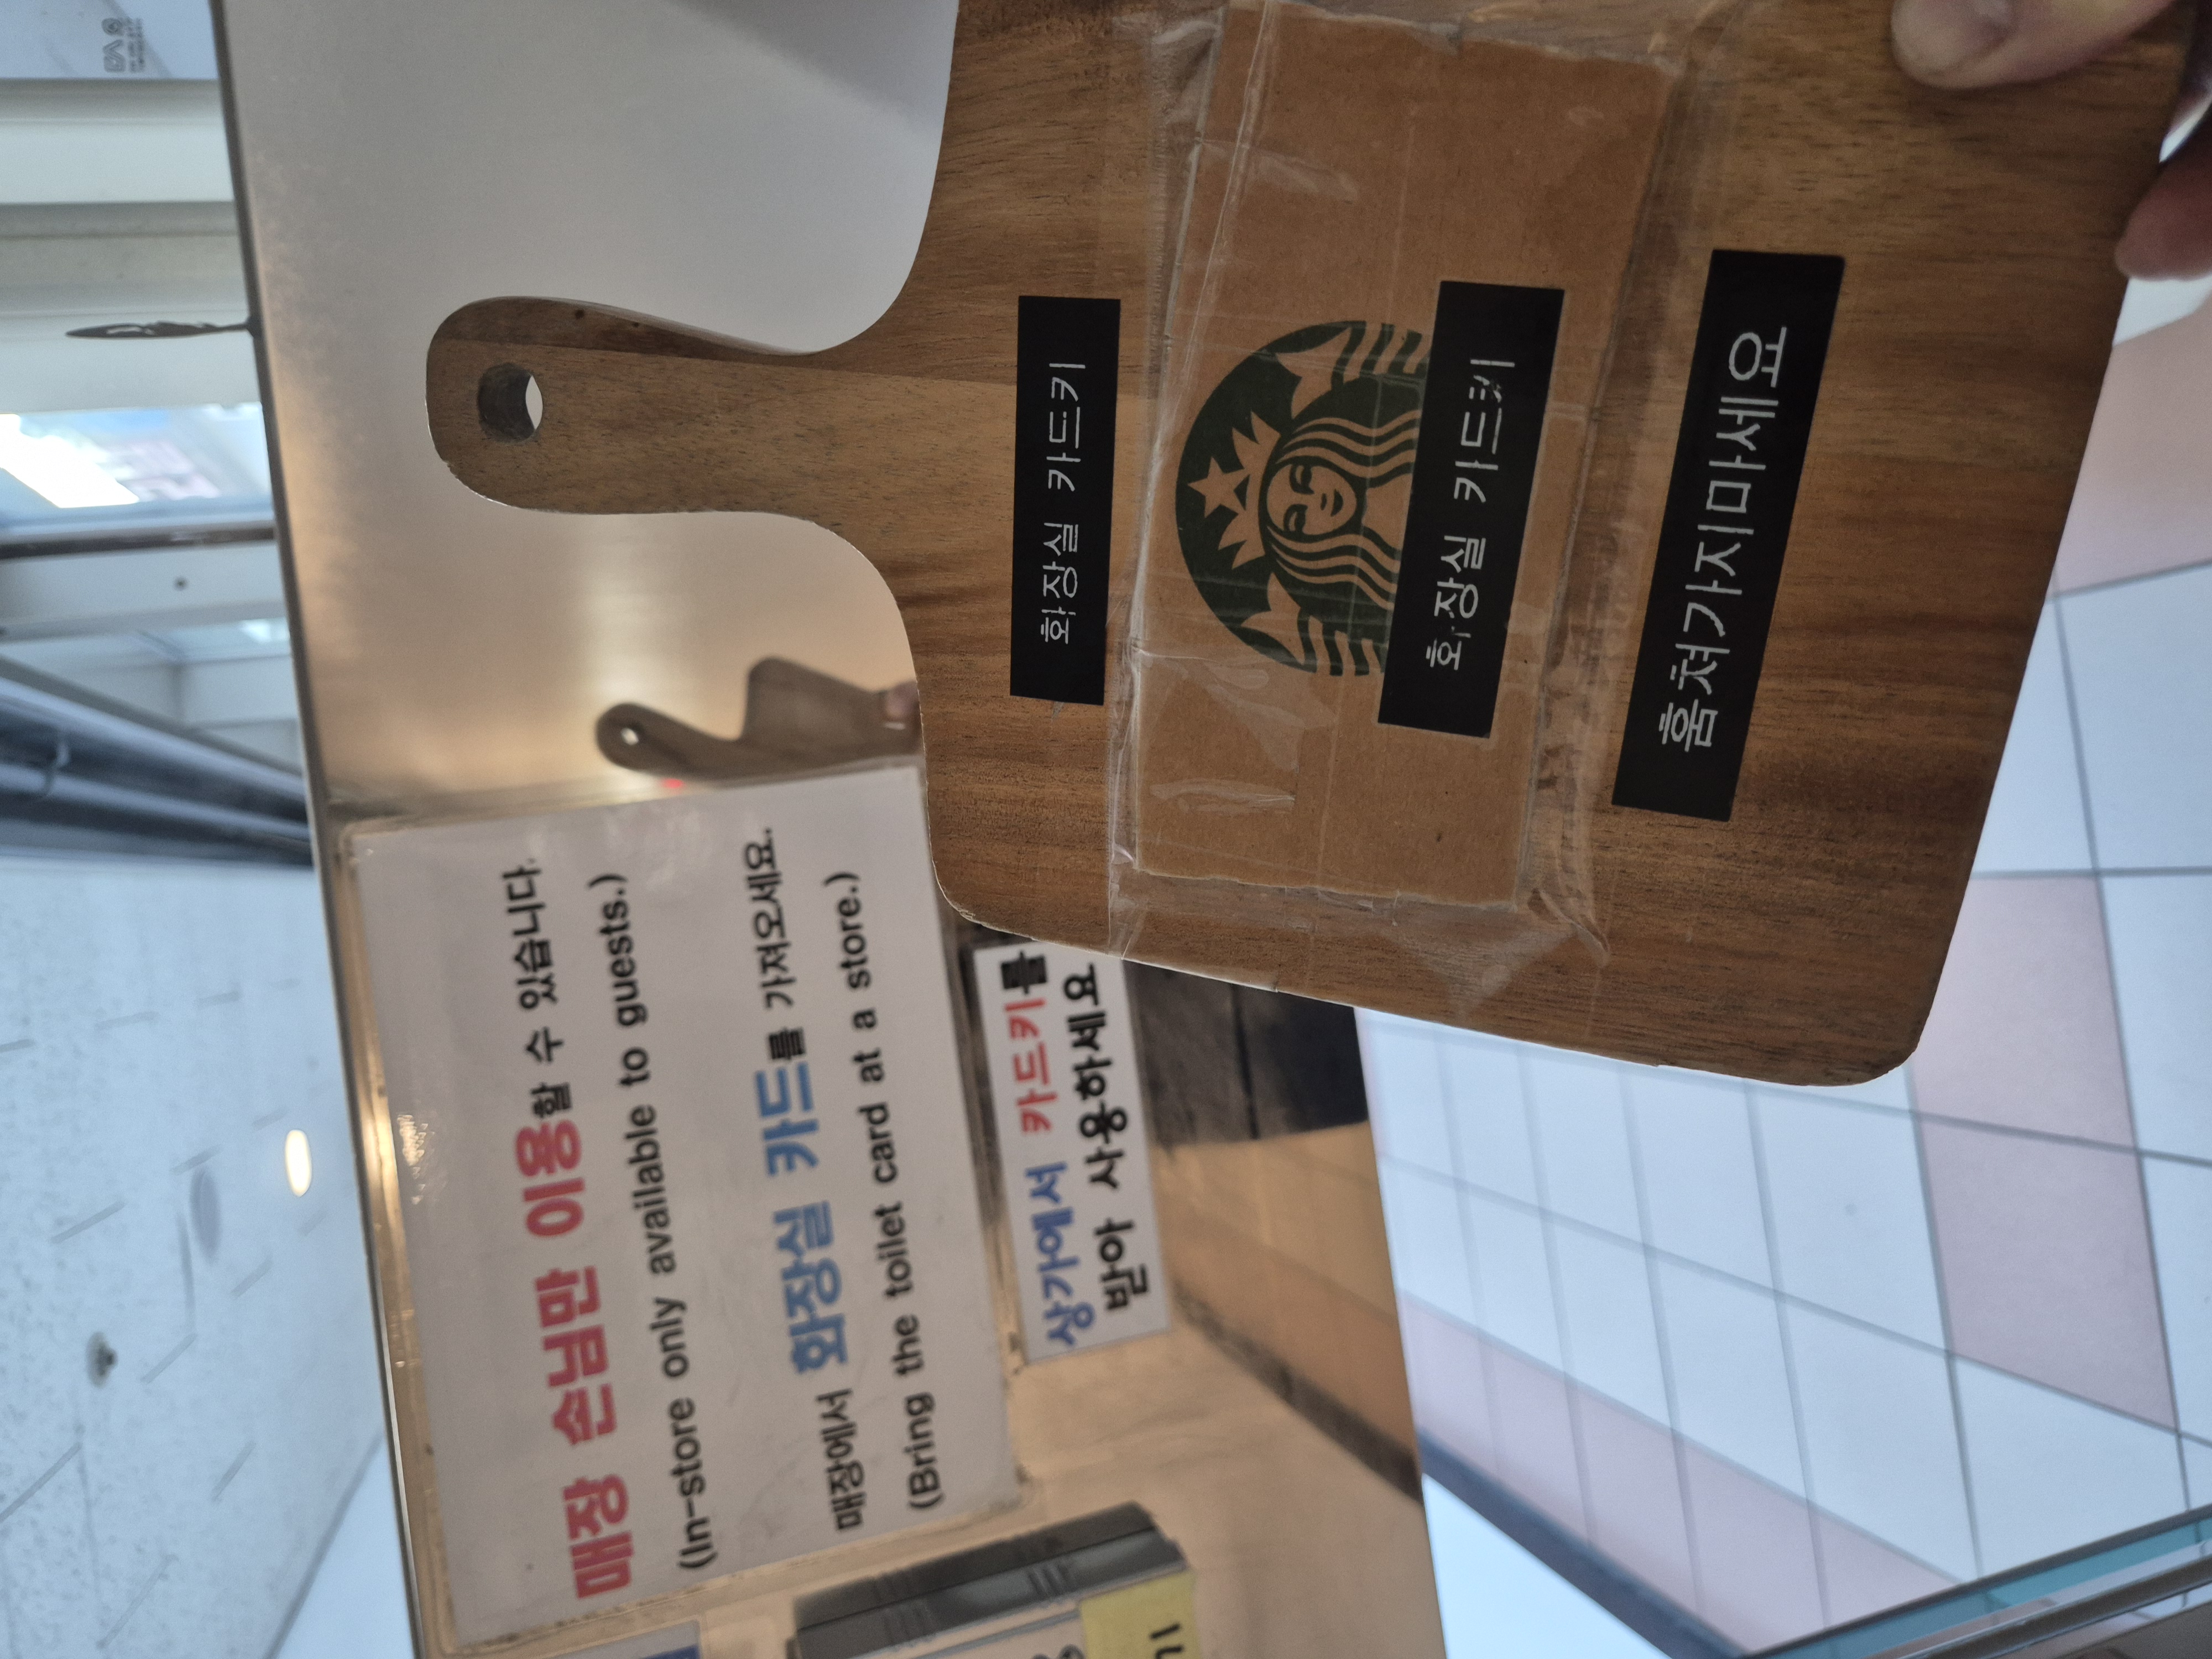 매장 손님만 이용할 수 있습니다.
(In-store only available to guests.)
매장에서 화장실 카드를 가져오세요.
(Bring the toilet card at a store.)
상가에서 카드키를
받아 사용하세요
화장실 카드키
화장실 카드키
훔쳐가지마세요